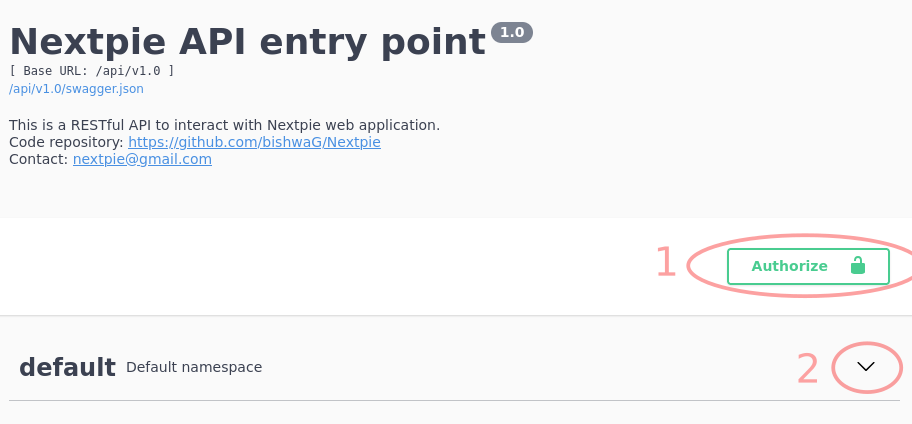 Nextpie API entry point 1.0
[ Base URL: /api/v1.0 ]
/api/v1.0/swagger.json
This is a RESTful API to interact with Nextpie web application.
Code repository: https://github.com/bishwaG/Nextpie
Contact: nextpie@gmail.com
1 Authorize
default Default namespace 2